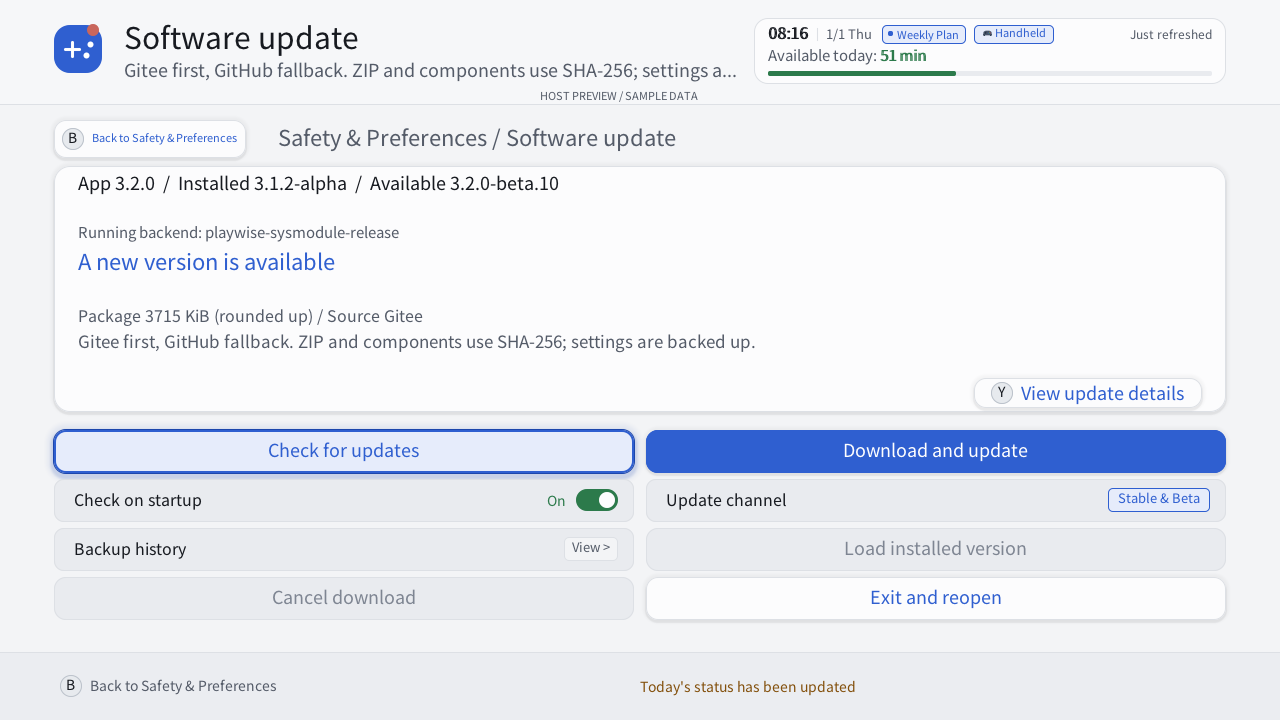 Software update
Gitee first, GitHub fallback. ZIP and components use SHA-256; settings a...
08:16 1/1 Thu Weekly Plan Handheld Just refreshed
Available today: 51 min
HOST PREVIEW / SAMPLE DATA
B Back to Safety & Preferences
Safety & Preferences / Software update
App 3.2.0 / Installed 3.1.2-alpha / Available 3.2.0-beta.10
Running backend: playwise-sysmodule-release
A new version is available
Package 3715 KiB (rounded up) / Source Gitee
Gitee first, GitHub fallback. ZIP and components use SHA-256; settings are backed up.
Y View update details
Check for updates
Download and update
Check on startup On
Update channel Stable & Beta
Backup history View >
Load installed version
Cancel download
Exit and reopen
B Back to Safety & Preferences
Today's status has been updated